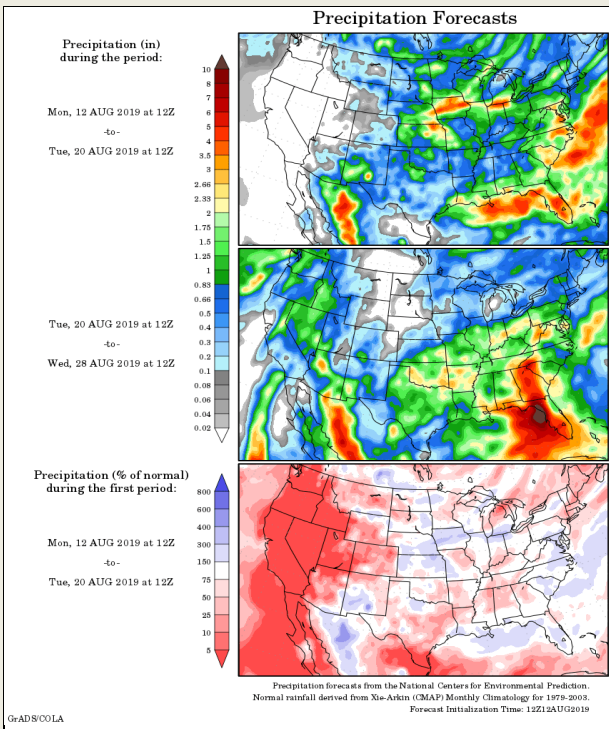 Precipitation Forecasts
Precipitation (in)
during the period:
Mon, 12 AUG 2019 at 12Z
-to-
Tue, 20 AUG 2019 at 12Z
10
8
7
6
5
4
3.5
3
2.66
2.33
2
1.75
1.5
1.25
1
0.83
0.66
0.5
0.4
0.3
0.2
0.1
0.08
0.06
0.04
0.02
Tue, 20 AUG 2019 at 12Z
-to-
Wed, 28 AUG 2019 at 12Z
Precipitation (% of normal)
during the first period:
Mon, 12 AUG 2019 at 12Z
-to-
Tue, 20 AUG 2019 at 12Z
800
600
400
300
150
75
50
25
10
5
Precipitation forecasts from the National Centers for Environmental Prediction.
Normal rainfall derived from Xie-Arkin (CMAP) Monthly Climatology for 1979-2003.
Forecast Initialization Time: 12Z12AUG2019
GrADS/COLA